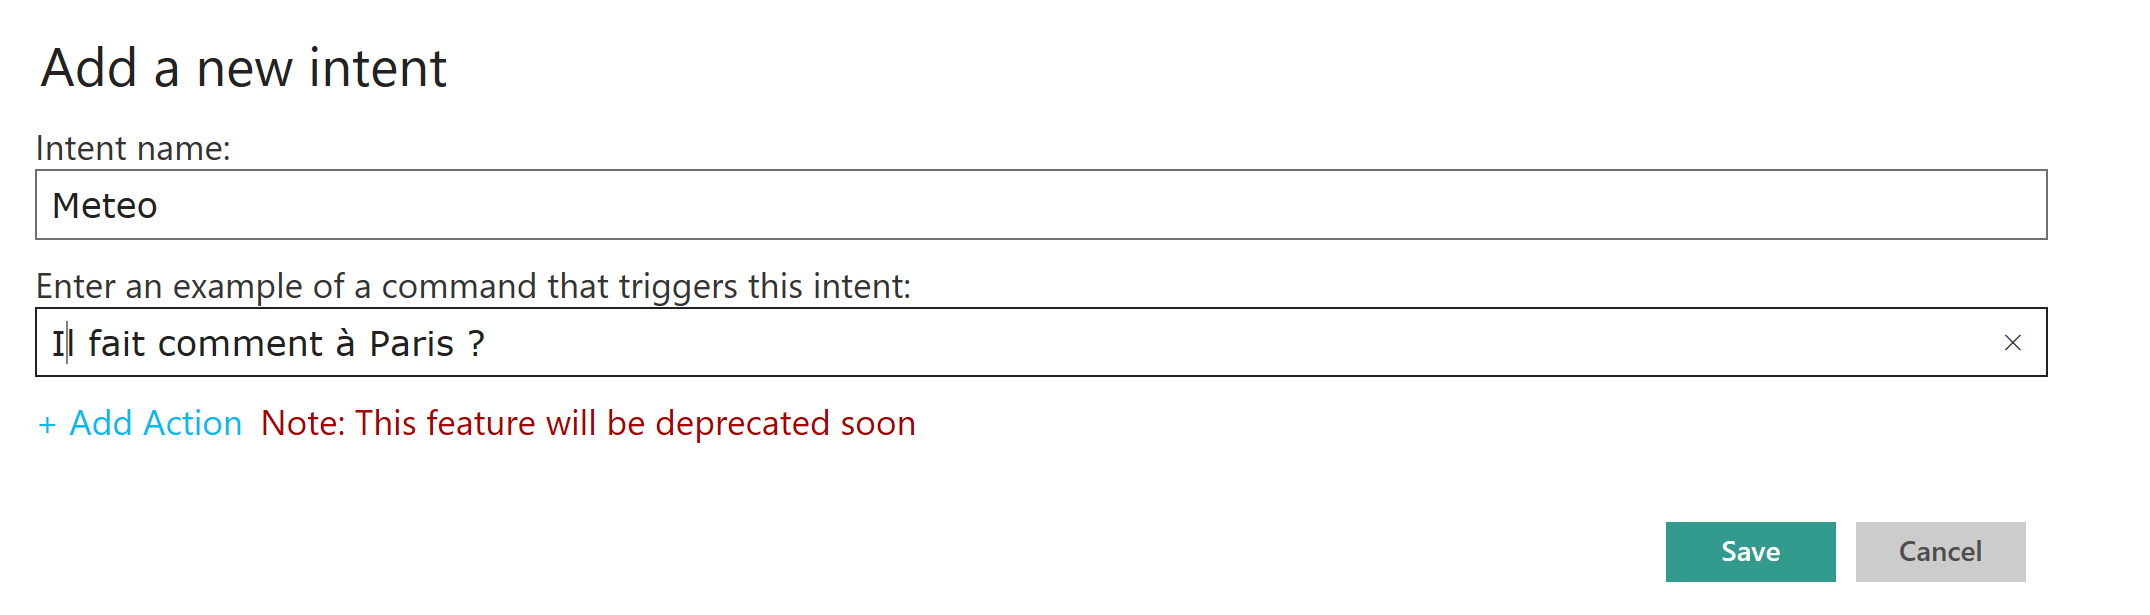 Add a new intent
Intent name:
Meteo
Enter an example of a command that triggers this intent:
Il fait comment à Paris ?
+ Add Action Note: This feature will be deprecated soon
Save Cancel